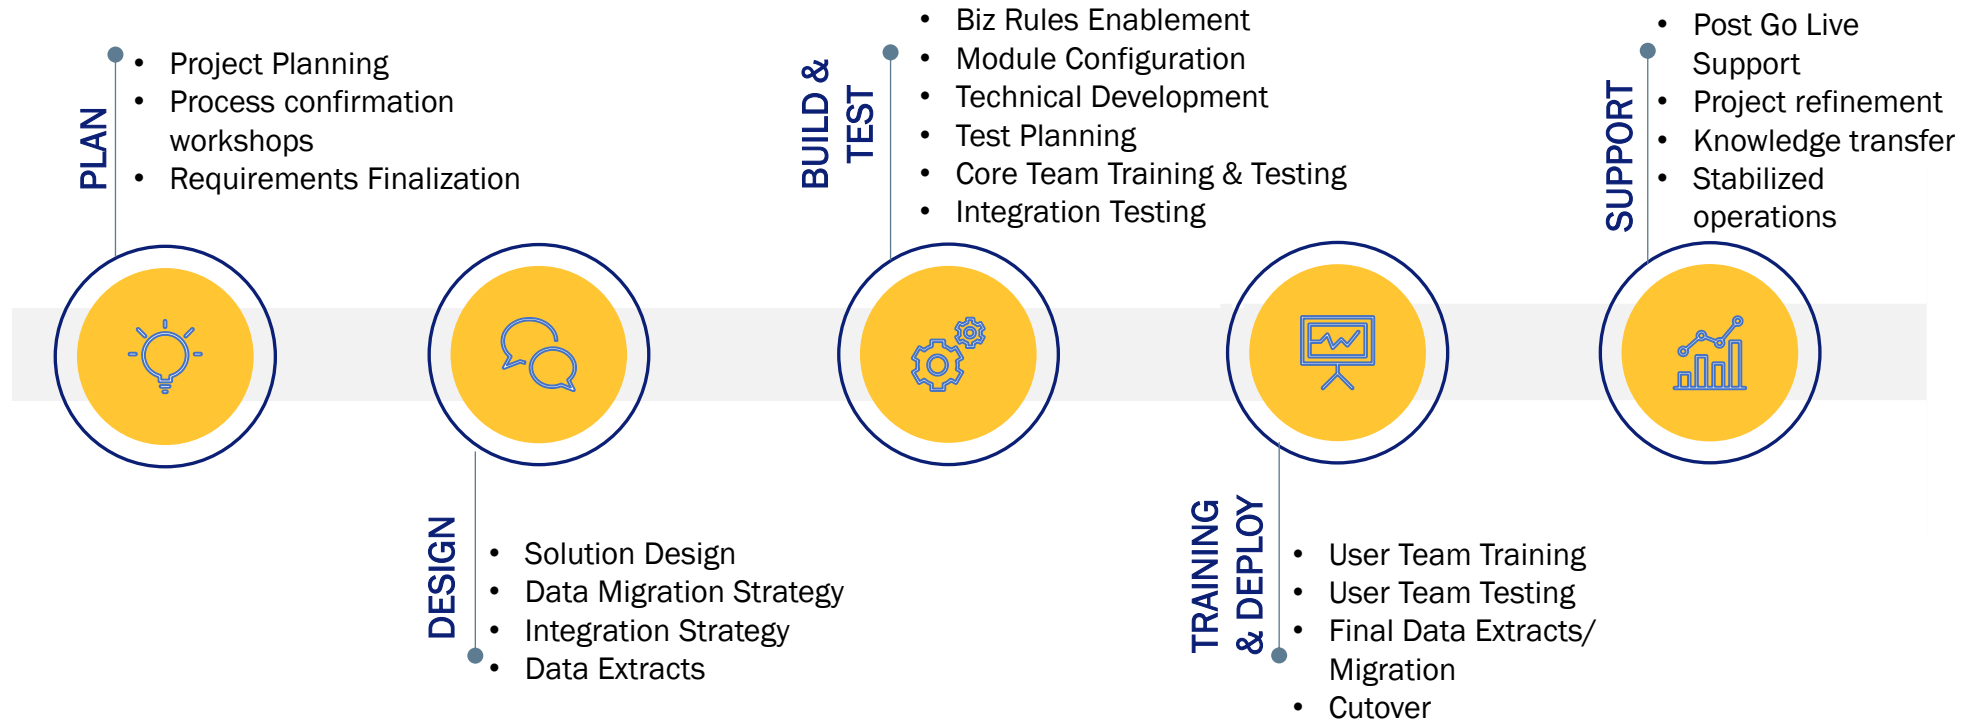 PLAN
• Project Planning
• Process confirmation
workshops
• Requirements Finalization
DESIGN
• Solution Design
• Data Migration Strategy
• Integration Strategy
• Data Extracts
BUILD &
TEST
• Biz Rules Enablement
• Module Configuration
• Technical Development
• Test Planning
• Core Team Training & Testing
• Integration Testing
TRAINING
& DEPLOY
• User Team Training
• User Team Testing
• Final Data Extracts/
Migration
• Cutover
SUPPORT
• Post Go Live
Support
• Project refinement
• Knowledge transfer
• Stabilized
operations